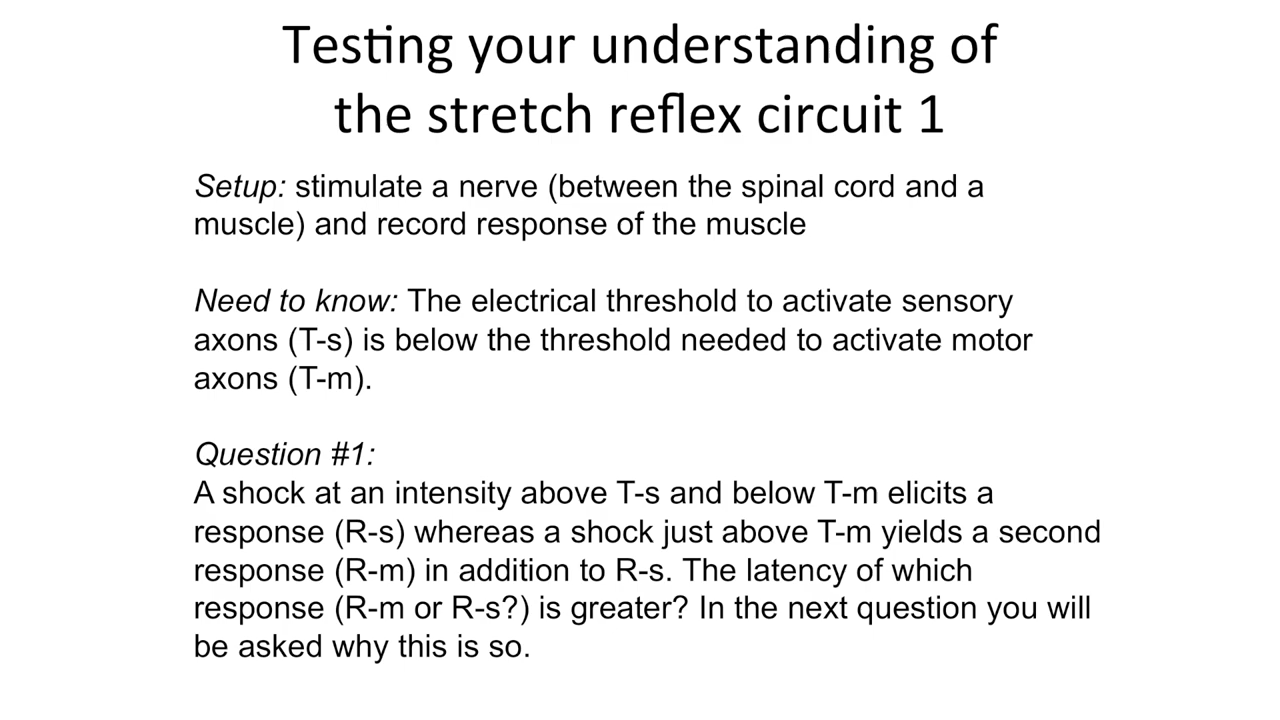 Testing your understanding of
the stretch reflex circuit 1
Setup: stimulate a nerve (between the spinal cord and a
muscle) and record response of the muscle
Need to know: The electrical threshold to activate sensory
axons (T-s) is below the threshold needed to activate motor
axons (T-m).
Question #1:
A shock at an intensity above T-s and below T-m elicits a
response (R-s) whereas a shock just above T-m yields a second
response (R-m) in addition to R-s. The latency of which
response (R-m or R-s?) is greater? In the next question you will
be asked why this is so.